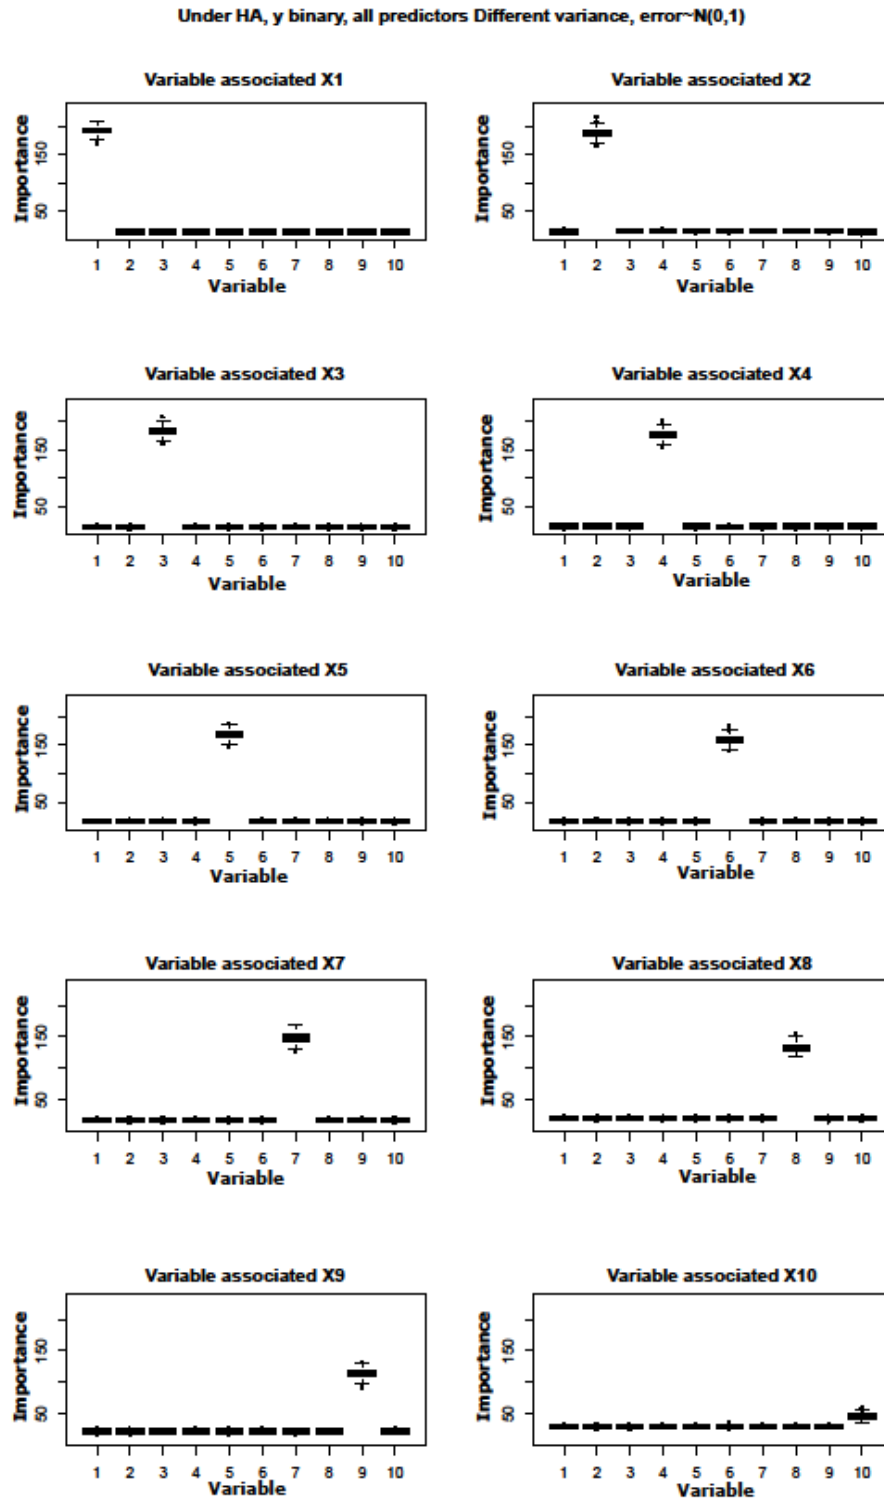 Under HA, y binary, all predictors Different variance, error~N(0,1)
Variable associated X1
Importance
150
50
1 2 3 4 5 6 7 8 9 10
Variable
Variable associated X2
Importance
150
50
1 2 3 4 5 6 7 8 9 10
Variable
Variable associated X3
Importance
150
50
1 2 3 4 5 6 7 8 9 10
Variable
Variable associated X4
Importance
150
50
1 2 3 4 5 6 7 8 9 10
Variable
Variable associated X5
Importance
150
50
1 2 3 4 5 6 7 8 9 10
Variable
Variable associated X6
Importance
150
50
1 2 3 4 5 6 7 8 9 10
Variable
Variable associated X7
Importance
150
50
1 2 3 4 5 6 7 8 9 10
Variable
Variable associated X8
Importance
150
50
1 2 3 4 5 6 7 8 9 10
Variable
Variable associated X9
Importance
150
50
1 2 3 4 5 6 7 8 9 10
Variable
Variable associated X10
Importance
150
50
1 2 3 4 5 6 7 8 9 10
Variable